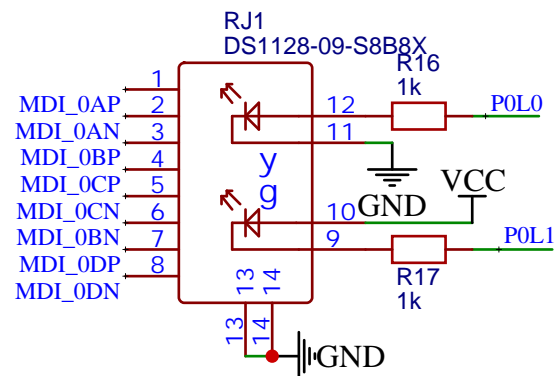 RJ1
DS1128-09-S8B8X
R16
1k
1
MDI_0AP
2
MDI_0AN
3
MDI_0BP
4
MDI_0CP
5
MDI_0CN
6
MDI_0BN
7
MDI_0DP
8
MDI_0DN
y
g
12
P0L0
11
GND
VCC
10
9
P0L1
R17
1k
13
14
13
14
GND